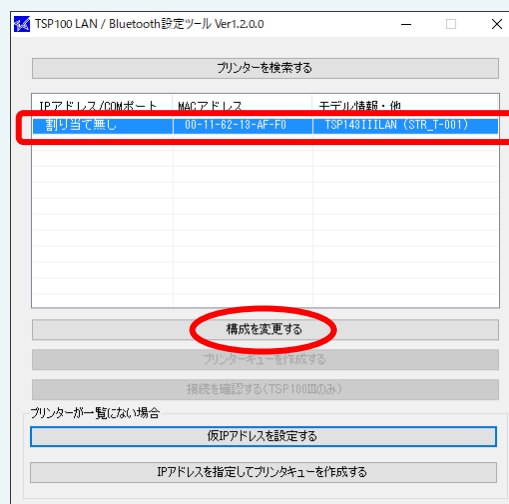 TSP100 LAN / Bluetooth設定ツール Ver1.2.0.0
プリンターを検索する
IPアドレス/COMポート MACアドレス モデル情報・他
割り当て無し 00-11-62-13-AF-F0 TSP143IIILAN (STR_T-001)
構成を変更する
プリンターキューを作成する
接続を確認する(TSP100Ⅲのみ)
プリンターが一覧にない場合
仮IPアドレスを設定する
IPアドレスを指定してプリンタキューを作成する